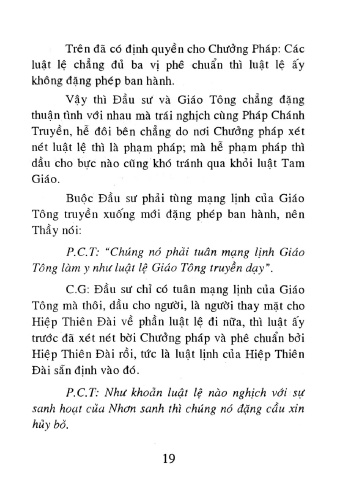 Trên đã có định quyền cho Chưởng Pháp: Các
luật lệ chẳng đủ ba vị phê chuẩn thì luật lệ ấy
không đặng phép ban hành.
Vậy thì Đầu sư và Giáo Tông chẳng đặng
thuận tình với nhau mà trái nghịch cùng Pháp Chánh
Truyền, hễ đôi bên chẳng do nơi Chưởng pháp xét
nét luật lệ thì là phạm pháp; mà hễ phạm pháp thì
dầu cho bực nào cũng khó tránh qua khỏi luật Tam
Giáo.
Buộc Đầu sư phải tùng mạng lịnh của Giáo
Tông truyền xuống mới đặng phép ban hành, nên
Thầy nói:
P.C.T: “Chúng nó phải tuân mạng lịnh Giáo
Tông làm y như luật lệ Giáo Tông truyền dạy”.
C.G: Đầu sư chỉ có tuân mạng lịnh của Giáo
Tông mà thôi, dầu cho người, là người thay mặt cho
Hiệp Thiên Đài về phần luật lệ đi nữa, thì luật ấy
trước đã xét nét bời Chưởng pháp và phê chuẩn bởi
Hiệp Thiên Đài rồi, tức là luật lịnh của Hiệp Thiên
Đài sẵn định vào đó.
P.C.T: Như khoản luật lệ nào nghịch với sự
sanh hoạt của Nhơn sanh thì chúng nó đặng cầu xin
hủy bỏ.
19